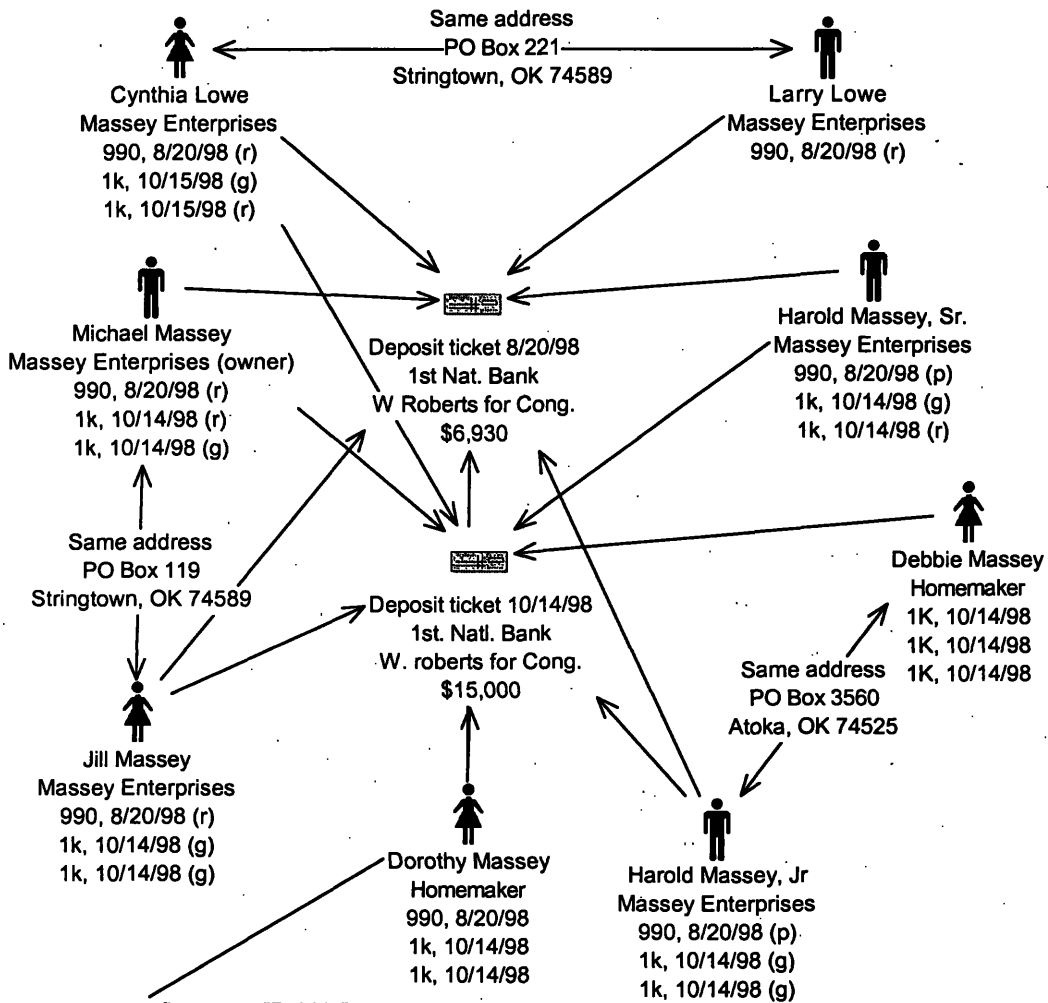 Same address
PO Box 221
Stringtown, OK 74589
Cynthia Lowe
Massey Enterprises
990, 8/20/98 (r)
1k, 10/15/98 (g)
1k, 10/15/98 (r)
Larry Lowe
Massey Enterprises
990, 8/20/98 (r)
Michael Massey
Massey Enterprises (owner)
990, 8/20/98 (r)
1k, 10/14/98 (r)
1k, 10/14/98 (g)
Deposit ticket 8/20/98
1st Nat. Bank
W Roberts for Cong.
$6,930
Harold Massey, Sr.
Massey Enterprises
990, 8/20/98 (p)
1k, 10/14/98 (g)
1k, 10/14/98 (r)
Same address
PO Box 119
Stringtown, OK 74589
Deposit ticket 10/14/98
1st. Natl. Bank
W. roberts for Cong.
$15,000
Debbie Massey
Homemaker
1K, 10/14/98
1K, 10/14/98
1K, 10/14/98
Same address
PO Box 3560
Atoka, OK 74525
Jill Massey
Massey Enterprises
990, 8/20/98 (r)
1k, 10/14/98 (g)
1k, 10/14/98 (g)
Dorothy Massey
Homemaker
990, 8/20/98
1k, 10/14/98
1k, 10/14/98
Harold Massey, Jr
Massey Enterprises
990, 8/20/98 (p)
1k, 10/14/98 (g)
1k, 10/14/98 (g)